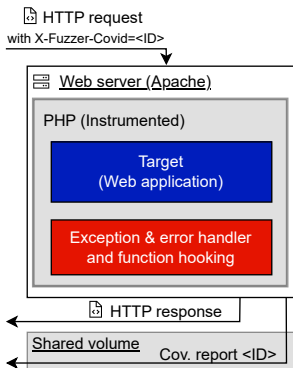 HTTP request
with X-Fuzzer-Covid=<ID>
Web server (Apache)
PHP (Instrumented)
Target
(Web application)
Exception & error handler
and function hooking
HTTP response
Shared volume
Cov. report <ID>